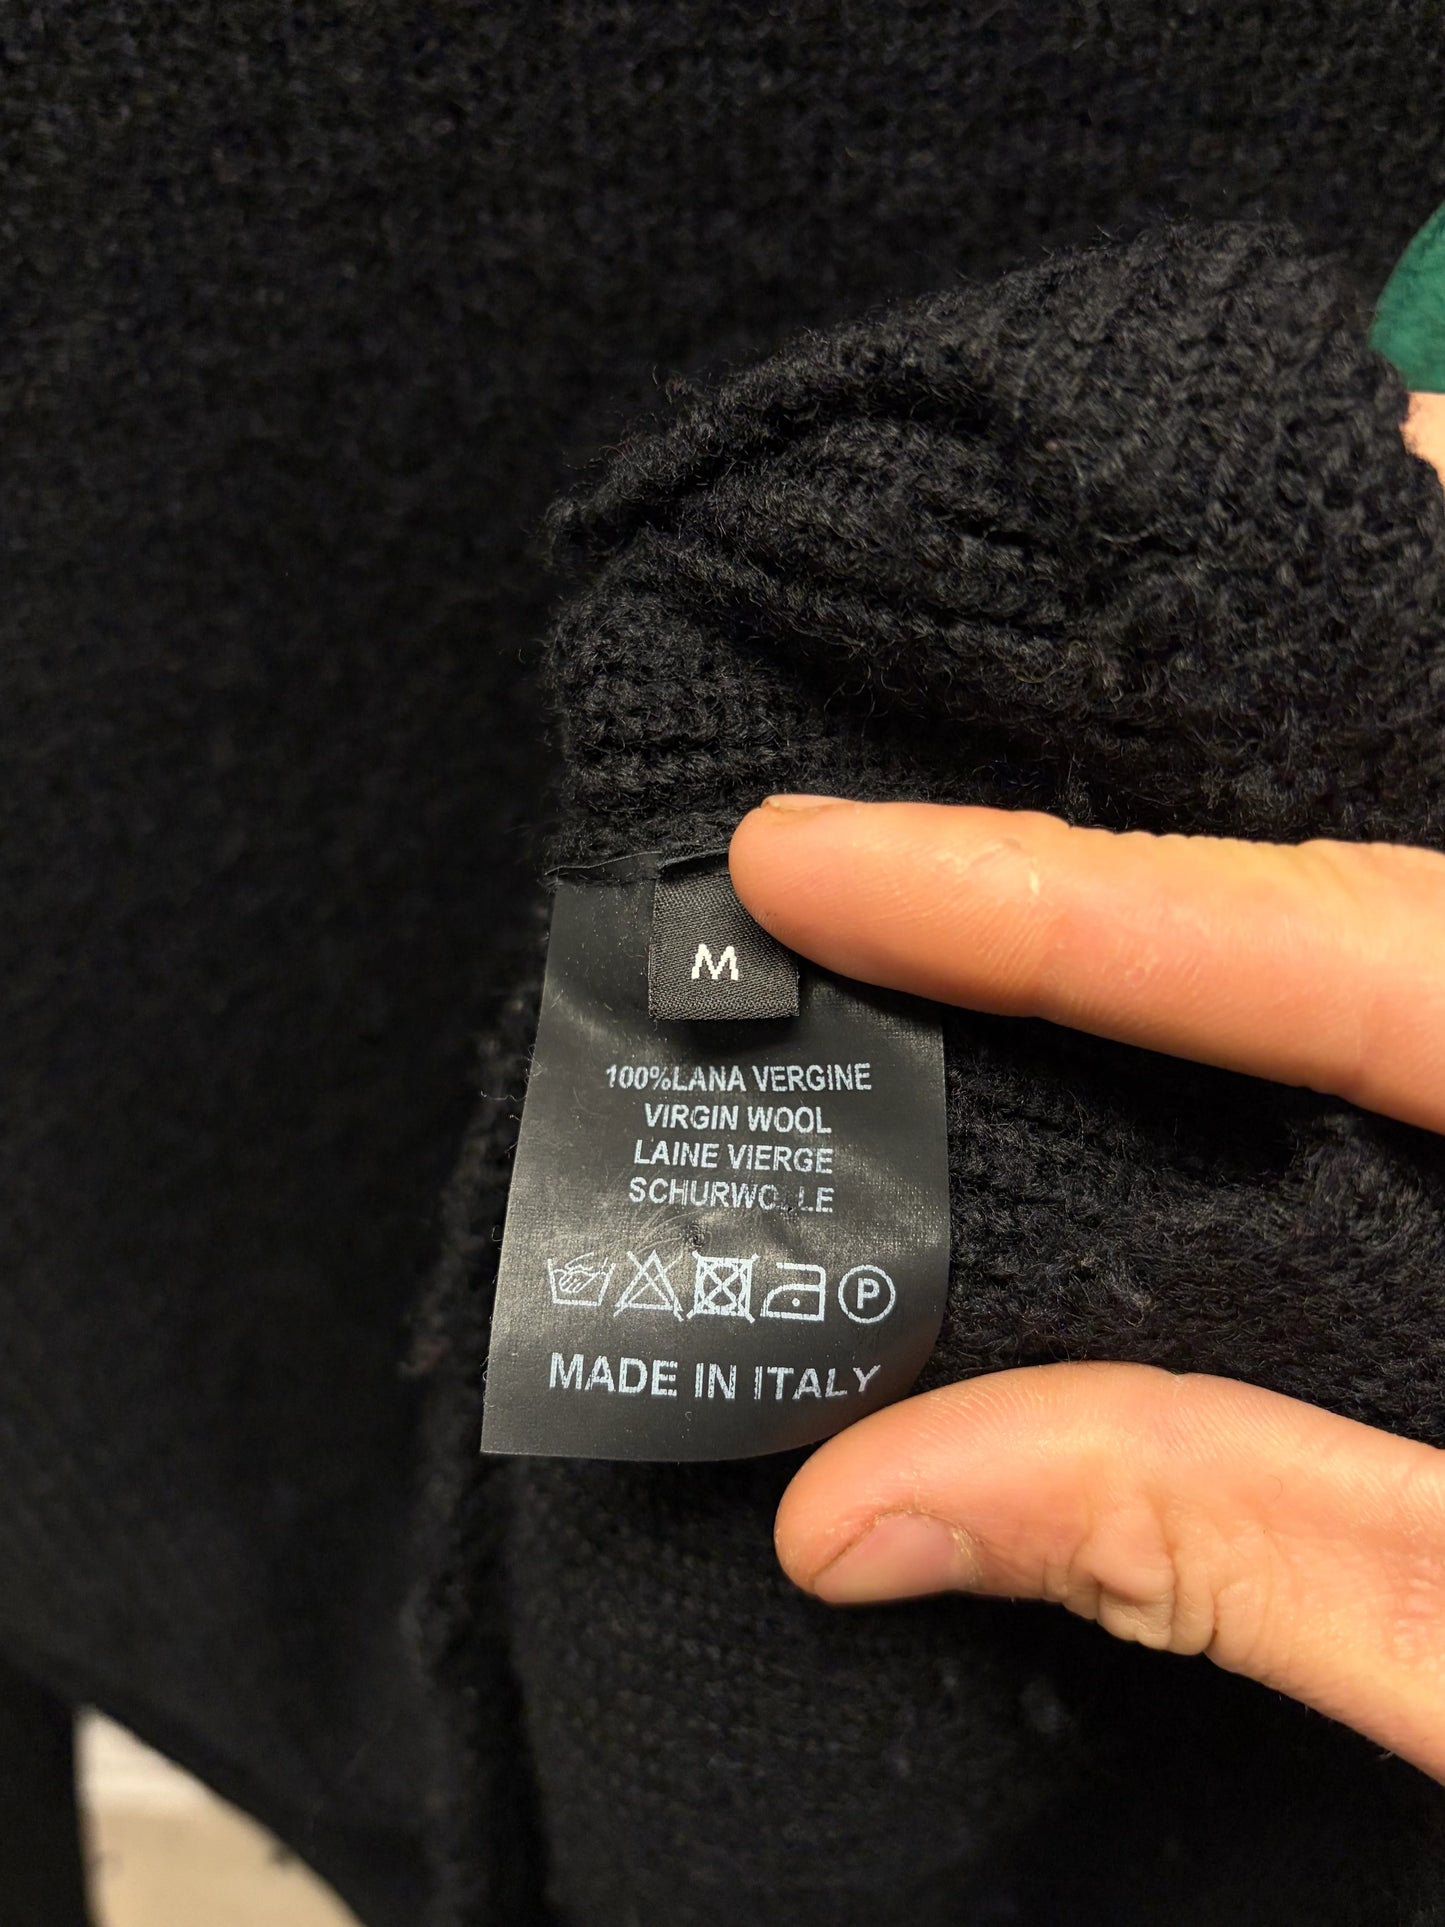 M
100%LANA VERGINE
VIRGIN WOOL
LAINE VIERGE
SCHURWOLLE
P
MADE IN ITALY